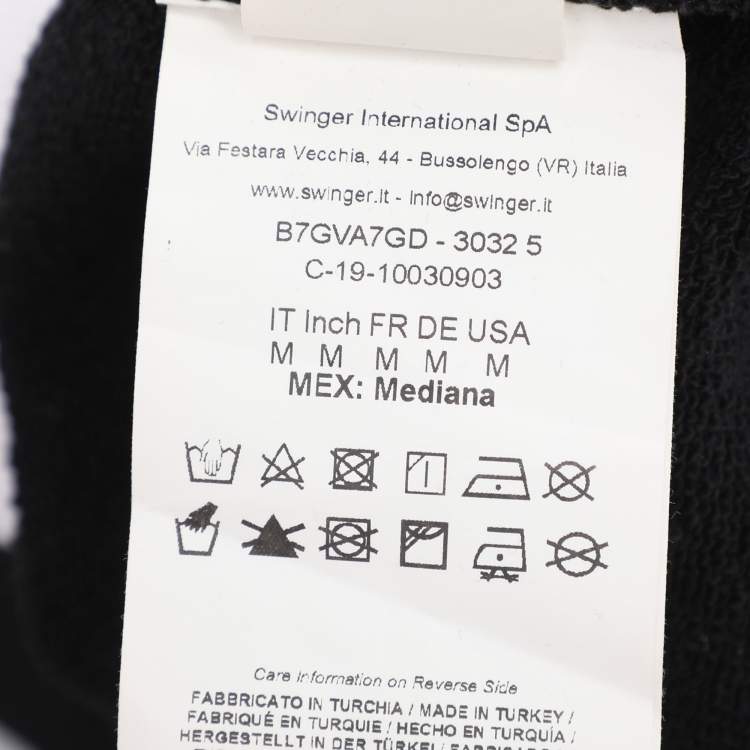 Swinger International SpA
Via Festara Vecchia, 44 - Bussolengo (VR) Italia
www.swinger.it - info@swinger.it
B7GVA7GD - 3032 5
C-19-10030903
IT Inch FR DE USA
M M M M M
MEX: Mediana
Care Information on Reverse Side
FABBRICATO IN TURCHIA / MADE IN TURKEY /
FABRIQUÉ EN TURQUIE / HECHO EN TURQUÍA /
HERGESTELLT IN DER TÜRKEI /